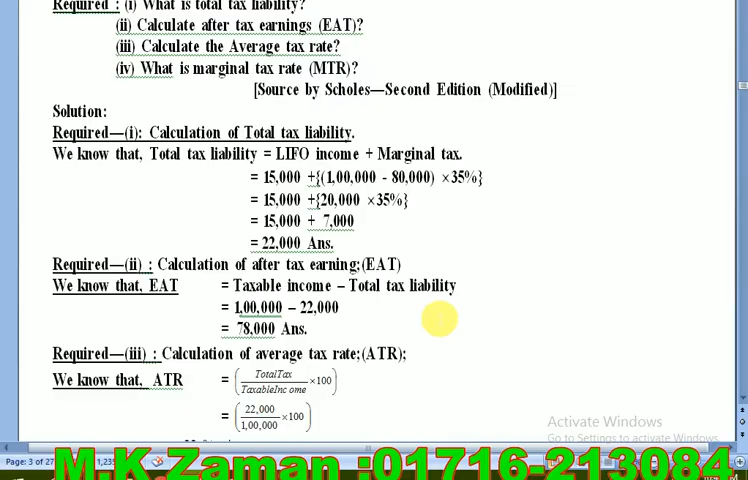 Required : (i) What is total tax liability?
(ii) Calculate after tax earnings (EAT)?
(iii) Calculate the Average tax rate?
(iv) What is marginal tax rate (MTR)?
[Source by Scholes—Second Edition (Modified)]
Solution:
Required—(i): Calculation of Total tax liability.
We know that, Total tax liability = LIFO income + Marginal tax.
= 15,000 +{(1,00,000 - 80,000) ×35%}
= 15,000 +{20,000 ×35%}
= 15,000 + 7,000
= 22,000 Ans.
Required—(ii) : Calculation of after tax earning;(EAT)
We know that, EAT = Taxable income – Total tax liability
= 1,00,000 – 22,000
= 78,000 Ans.
Required—(iii) : Calculation of average tax rate;(ATR);
We know that, ATR = (TotalTax / TaxableInc ome ×100)
= (22,000 / 1,00,000 ×100)
Activate Windows
Go to Settings to activate Windows.
Page: 3 of 27
M.K.Zaman :01716-213084